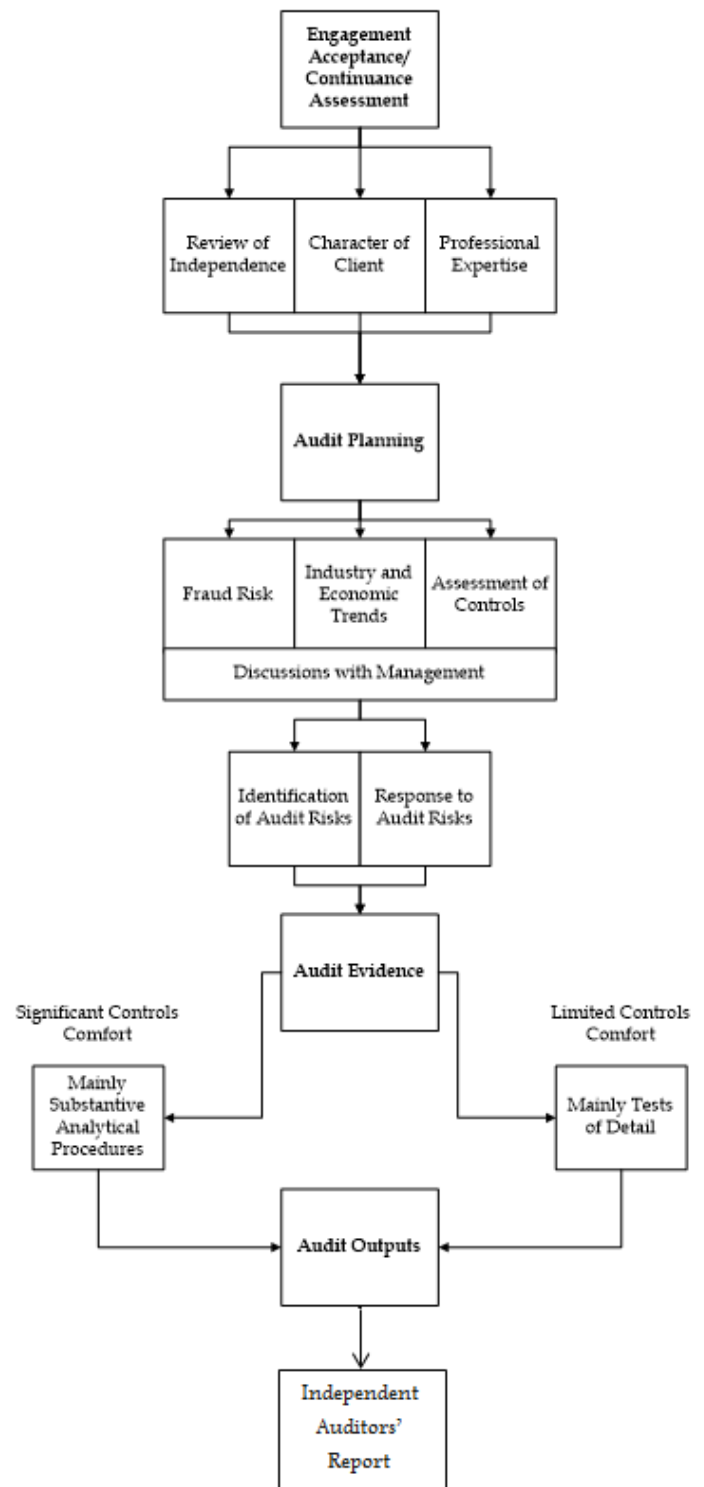 Engagement
Acceptance/
Continuance
Assessment
Review of
Independence
Character of
Client
Professional
Expertise
Audit Planning
Fraud Risk
Industry and
Economic
Trends
Assessment of
Controls
Discussions with Management
Identification
of Audit Risks
Response to
Audit Risks
Audit Evidence
Significant Controls
Comfort
Limited Controls
Comfort
Mainly
Substantive
Analytical
Procedures
Mainly Tests
of Detail
Audit Outputs
Independent
Auditors’
Report